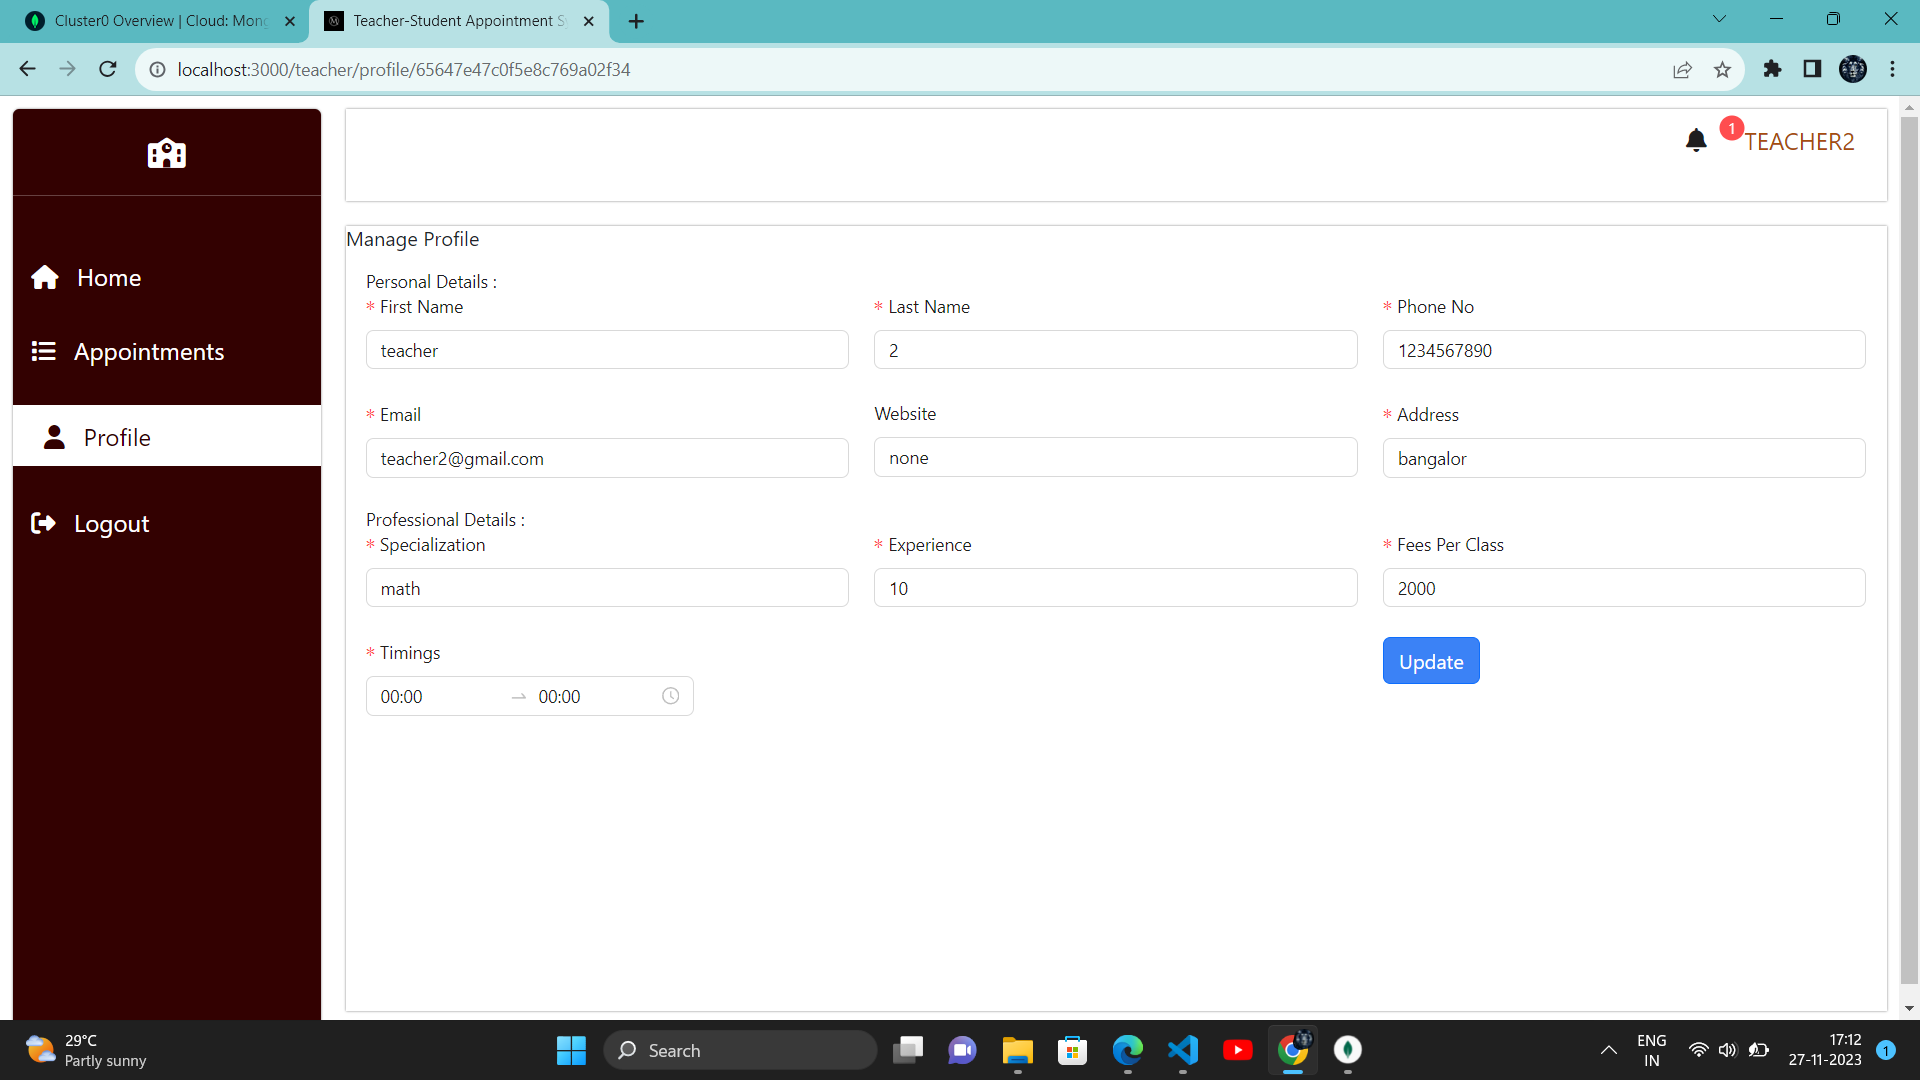 Cluster0 Overview | Cloud: Mong
Teacher-Student Appointment Sy
localhost:3000/teacher/profile/65647e47c0f5e8c769a02f34
1
TEACHER2
Home
Appointments
Profile
Logout
Manage Profile
Personal Details :
* First Name
* Last Name
* Phone No
teacher
2
1234567890
* Email
Website
* Address
teacher2@gmail.com
none
bangalor
Professional Details :
* Specialization
* Experience
* Fees Per Class
math
10
2000
* Timings
00:00
00:00
Update
29°C
Partly sunny
Search
ENG
IN
17:12
27-11-2023
1